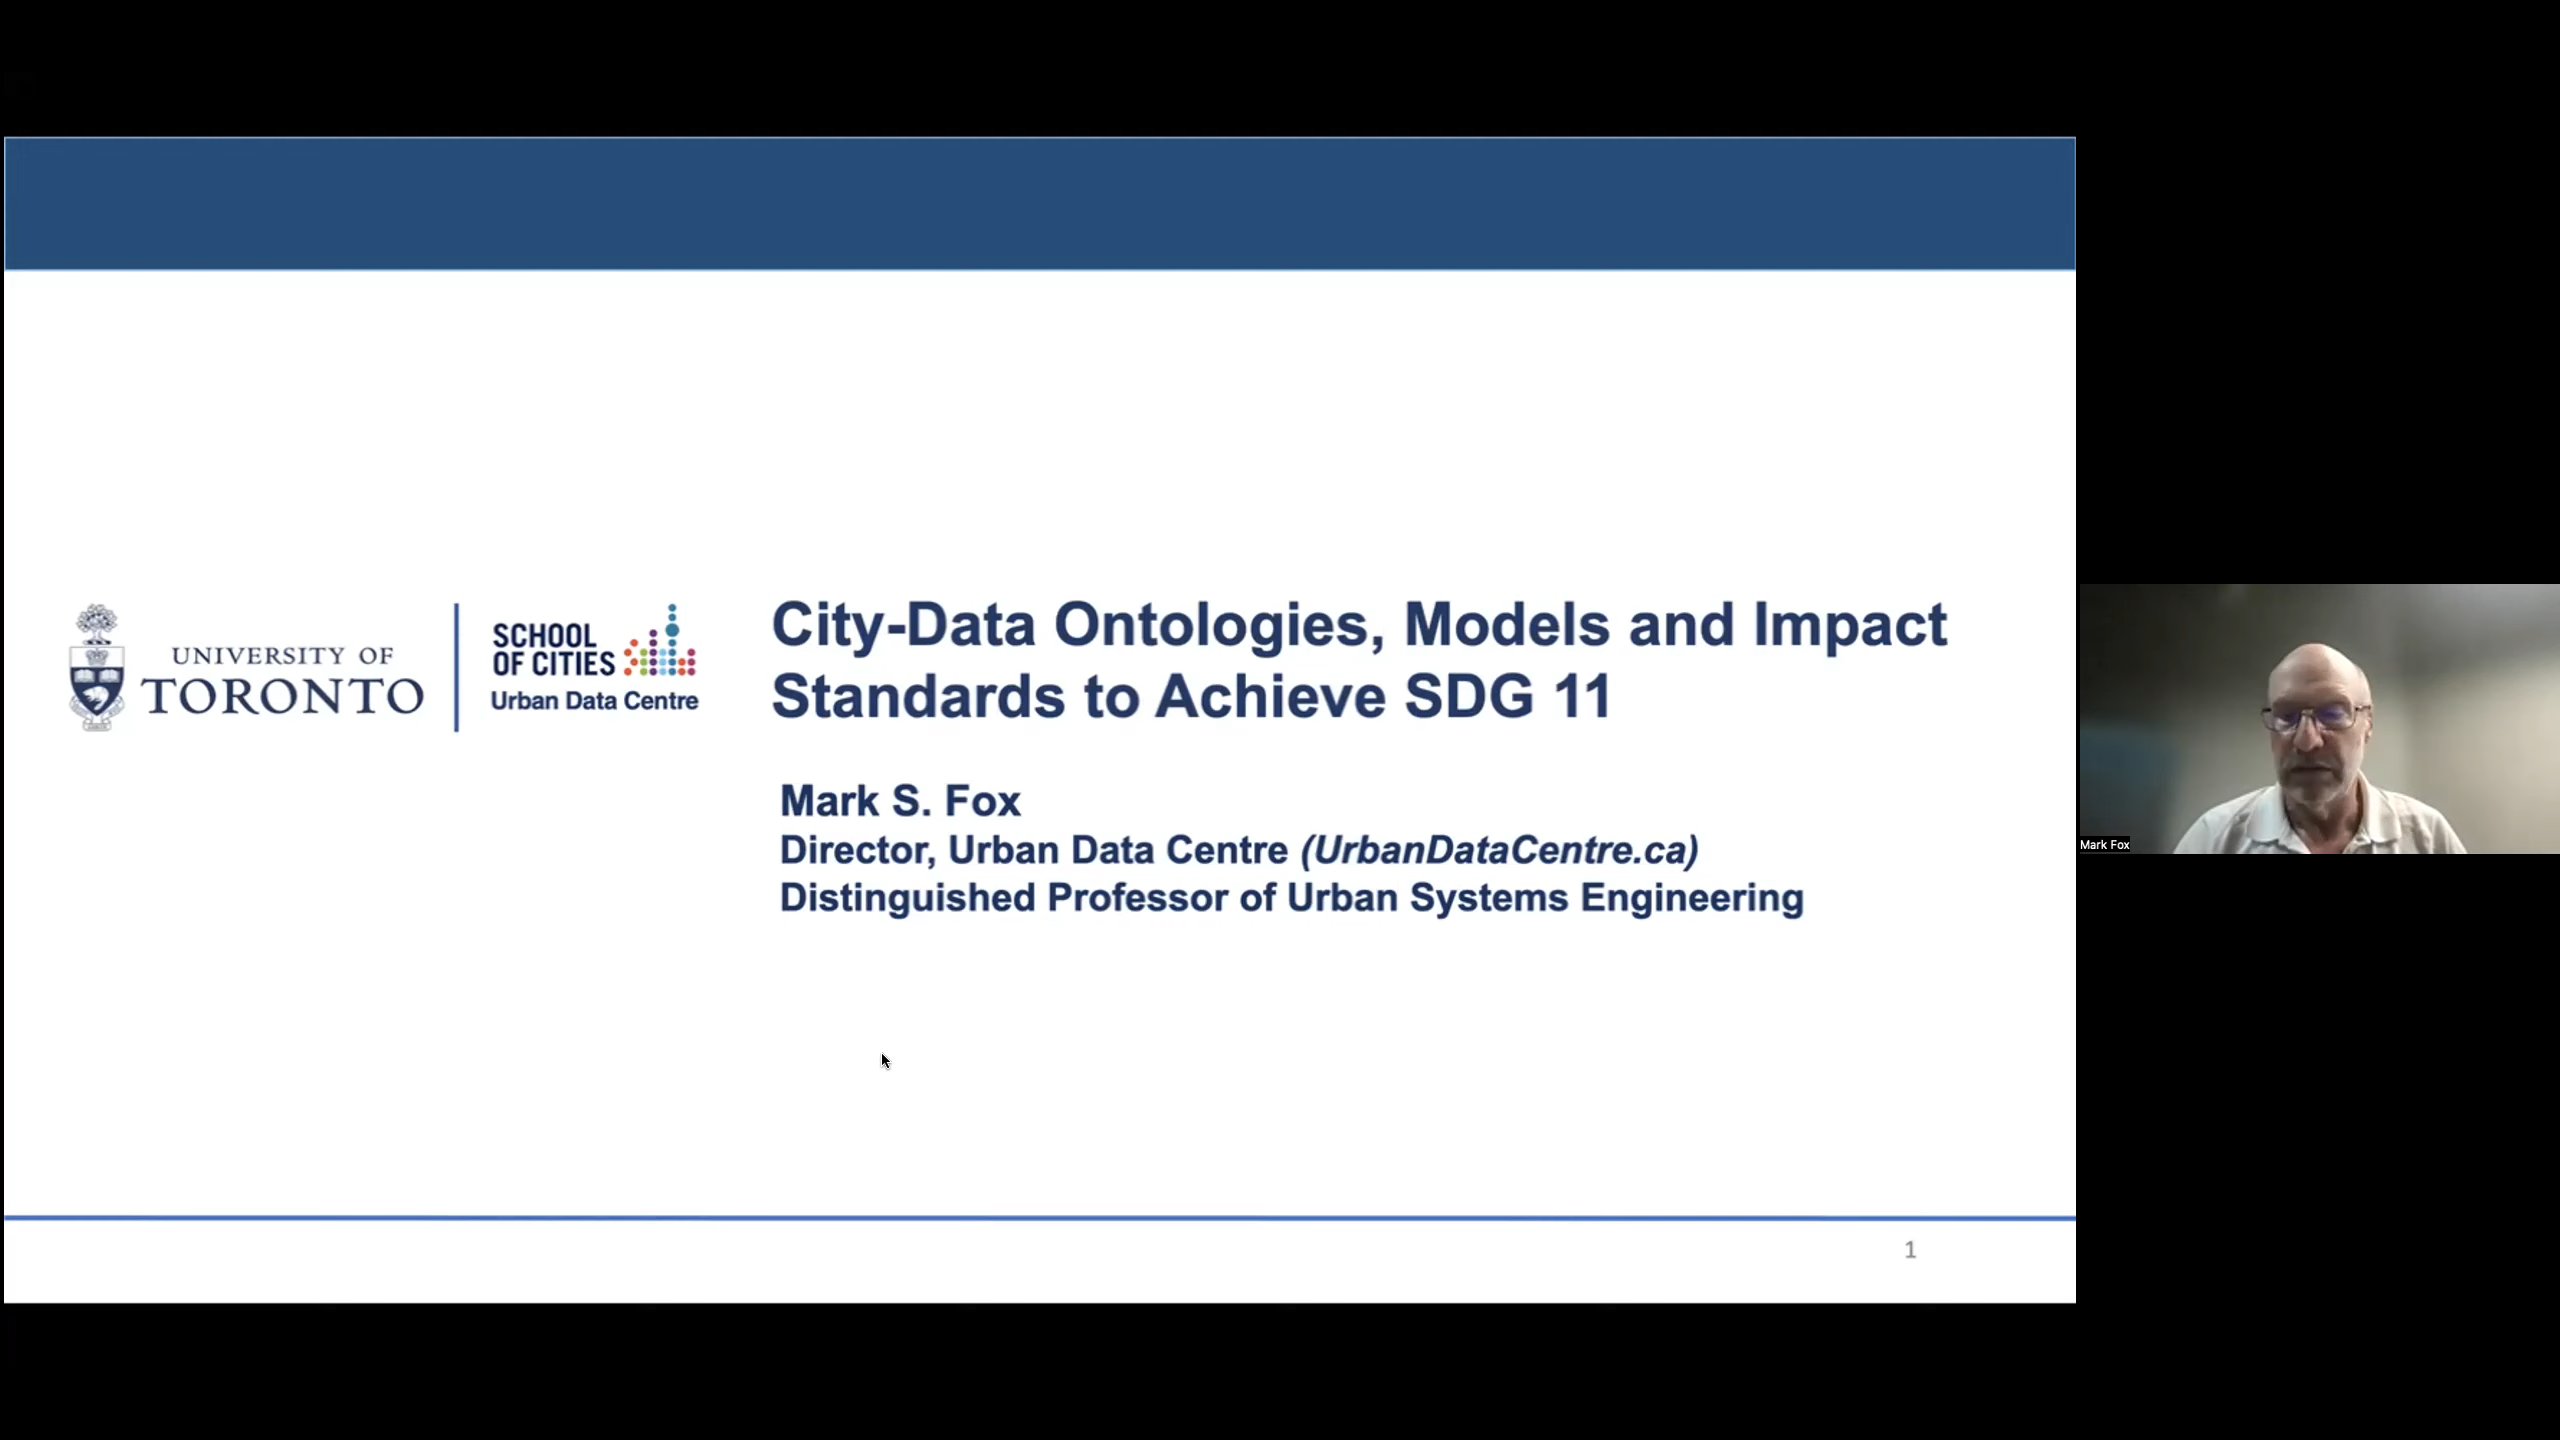 UNIVERSITY OF
TORONTO
SCHOOL
OF CITIES
Urban Data Centre
City-Data Ontologies, Models and Impact
Standards to Achieve SDG 11
Mark S. Fox
Director, Urban Data Centre (UrbanDataCentre.ca)
Distinguished Professor of Urban Systems Engineering
Mark Fox
1